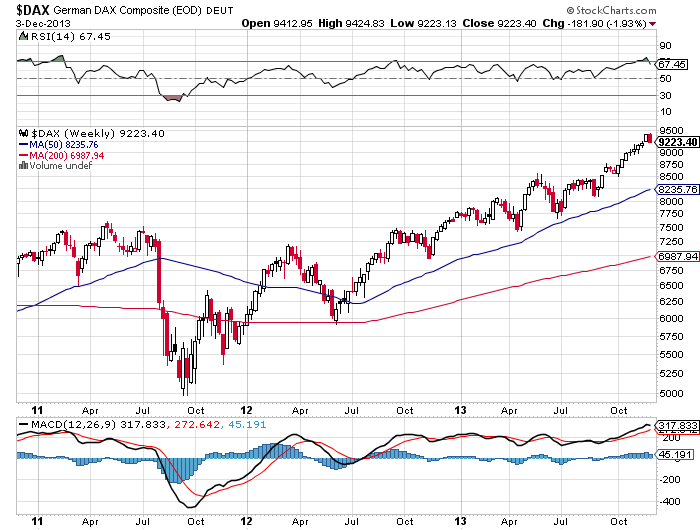 $DAX German DAX Composite (EOD) DEUT © StockCharts.com
3-Dec-2013 Open 9412.95 High 9424.83 Low 9223.13 Close 9223.40 Chg -181.90 (-1.93%)
RSI(14) 67.45
90
70
67.45
50
30
10
$DAX (Weekly) 9223.40
MA(50) 8235.76
MA(200) 6987.94
Volume undef
9500
9223.40
9000
8235.76
8000
7750
7500
7250
6987.94
6750
6500
6250
6000
5750
5500
5250
5000
11 Apr Jul Oct 12 Apr Jul Oct 13 Apr Jul Oct
MACD(12,26,9) 317.833, 272.642, 45.191
317.833
200
45.191
-200
-400
11 Apr Jul Oct 12 Apr Jul Oct 13 Apr Jul Oct